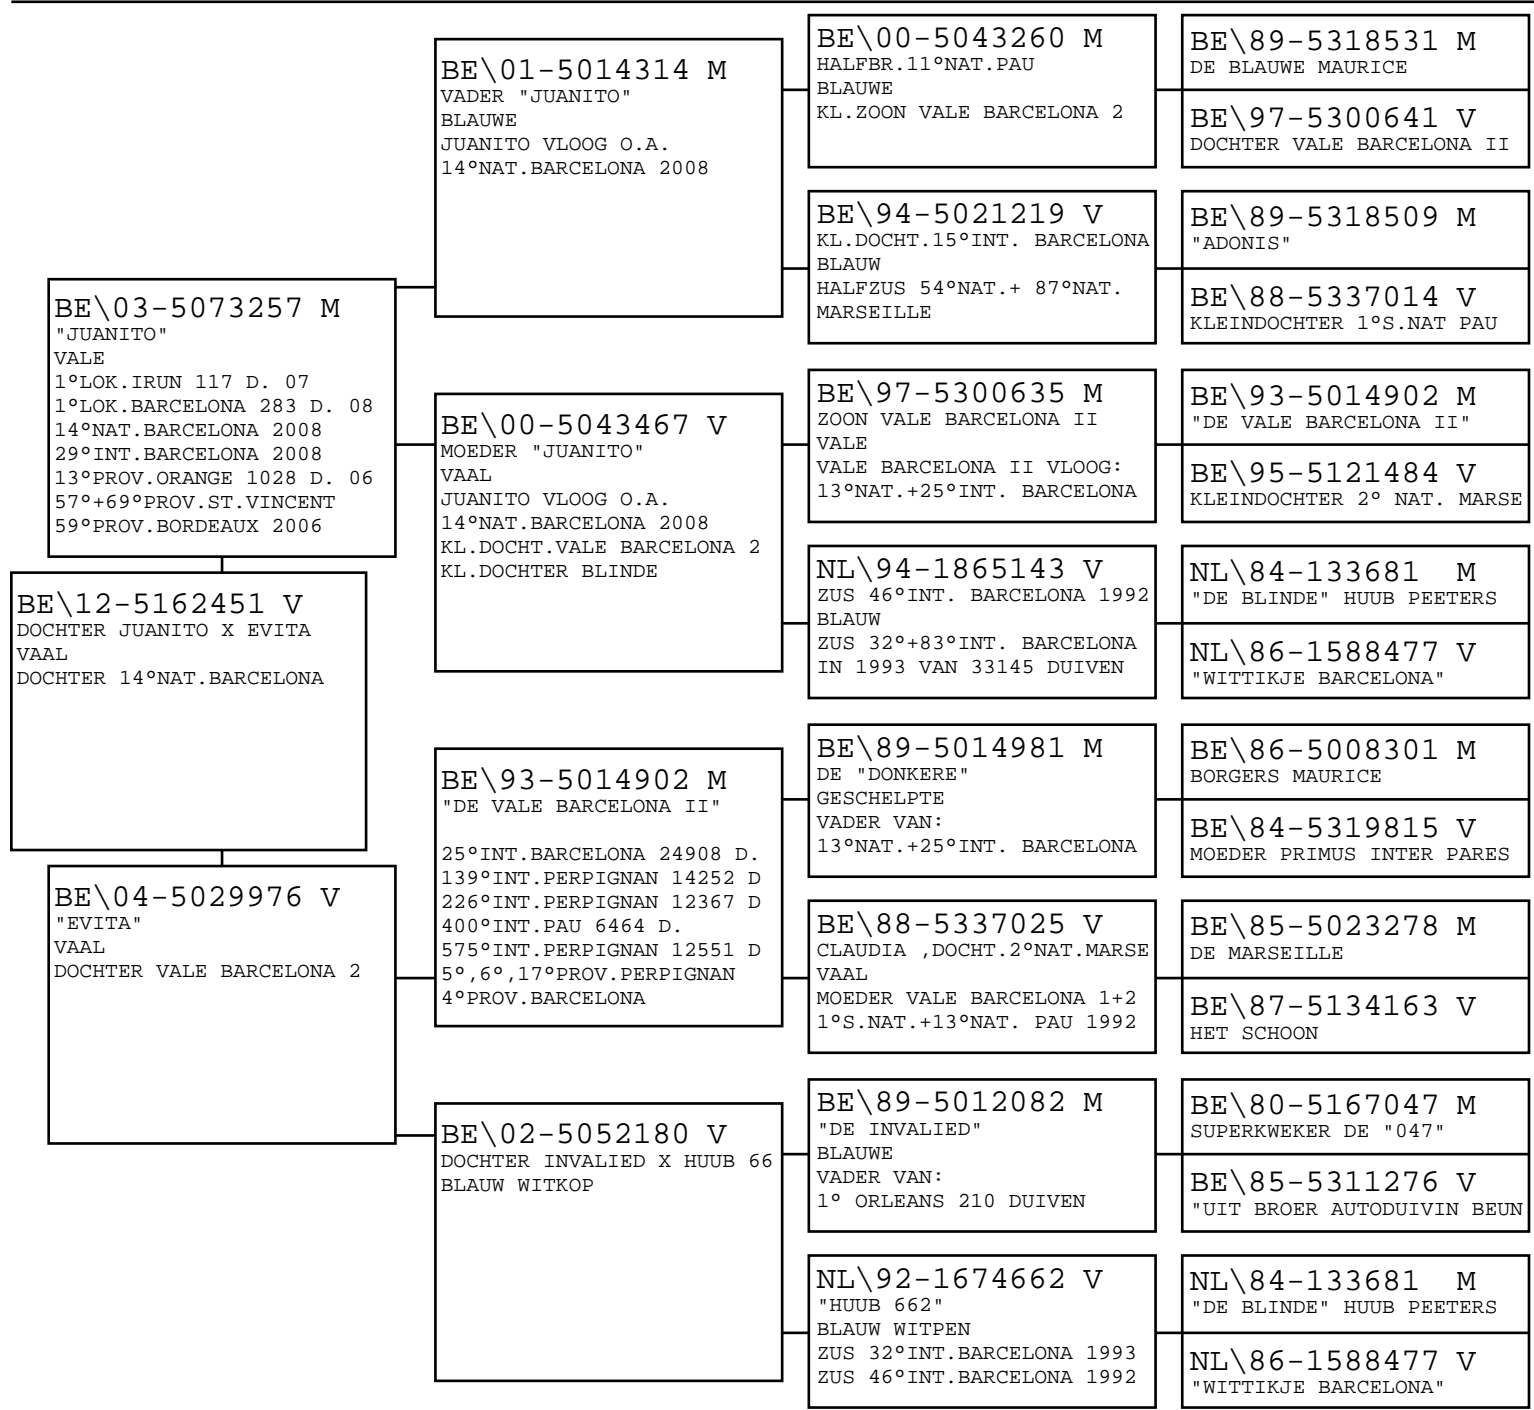 BE\12-5162451 V
DOCHTER JUANITO X EVITA
VAAL
DOCHTER 14°NAT.BARCELONA
BE\03-5073257 M
"JUANITO"
VALE
1°LOK.IRUN 117 D. 07
1°LOK.BARCELONA 283 D. 08
14°NAT.BARCELONA 2008
29°INT.BARCELONA 2008
13°PROV.ORANGE 1028 D. 06
57°+69°PROV.ST.VINCENT
59°PROV.BORDEAUX 2006
BE\04-5029976 V
"EVITA"
VAAL
DOCHTER VALE BARCELONA 2
BE\01-5014314 M
VADER "JUANITO"
BLAUWE
JUANITO VLOOG O.A.
14°NAT.BARCELONA 2008
BE\00-5043467 V
MOEDER "JUANITO"
VAAL
JUANITO VLOOG O.A.
14°NAT.BARCELONA 2008
KL.DOCHT.VALE BARCELONA 2
KL.DOCHTER BLINDE
BE\93-5014902 M
"DE VALE BARCELONA II"
25°INT.BARCELONA 24908 D.
139°INT.PERPIGNAN 14252 D
226°INT.PERPIGNAN 12367 D
400°INT.PAU 6464 D.
575°INT.PERPIGNAN 12551 D
5°,6°,17°PROV.PERPIGNAN
4°PROV.BARCELONA
BE\02-5052180 V
DOCHTER INVALIED X HUUB 66
BLAUW WITKOP
BE\00-5043260 M
HALFBR.11°NAT.PAU
BLAUWE
KL.ZOON VALE BARCELONA 2
BE\94-5021219 V
KL.DOCHT.15°INT. BARCELONA
BLAUW
HALFZUS 54°NAT.+ 87°NAT.
MARSEILLE
BE\97-5300635 M
ZOON VALE BARCELONA II
VALE
VALE BARCELONA II VLOOG:
13°NAT.+25°INT. BARCELONA
NL\94-1865143 V
ZUS 46°INT. BARCELONA 1992
BLAUW
ZUS 32°+83°INT. BARCELONA
IN 1993 VAN 33145 DUIVEN
BE\89-5014981 M
DE "DONKERE"
GESCHELPTE
VADER VAN:
13°NAT.+25°INT. BARCELONA
BE\88-5337025 V
CLAUDIA ,DOCHT.2°NAT.MARSE
VAAL
MOEDER VALE BARCELONA 1+2
1°S.NAT.+13°NAT. PAU 1992
BE\89-5012082 M
"DE INVALIED"
BLAUWE
VADER VAN:
1° ORLEANS 210 DUIVEN
NL\92-1674662 V
"HUUB 662"
BLAUW WITPEN
ZUS 32°INT.BARCELONA 1993
ZUS 46°INT.BARCELONA 1992
BE\89-5318531 M
DE BLAUWE MAURICE
BE\97-5300641 V
DOCHTER VALE BARCELONA II
BE\89-5318509 M
"ADONIS"
BE\88-5337014 V
KLEINDOCHTER 1°S.NAT PAU
BE\93-5014902 M
"DE VALE BARCELONA II"
BE\95-5121484 V
KLEINDOCHTER 2° NAT. MARSE
NL\84-133681 M
"DE BLINDE" HUUB PEETERS
NL\86-1588477 V
"WITTIKJE BARCELONA"
BE\86-5008301 M
BORGERS MAURICE
BE\84-5319815 V
MOEDER PRIMUS INTER PARES
BE\85-5023278 M
DE MARSEILLE
BE\87-5134163 V
HET SCHOON
BE\80-5167047 M
SUPERKWEKER DE "047"
BE\85-5311276 V
"UIT BROER AUTODUIVIN BEUN
NL\84-133681 M
"DE BLINDE" HUUB PEETERS
NL\86-1588477 V
"WITTIKJE BARCELONA"